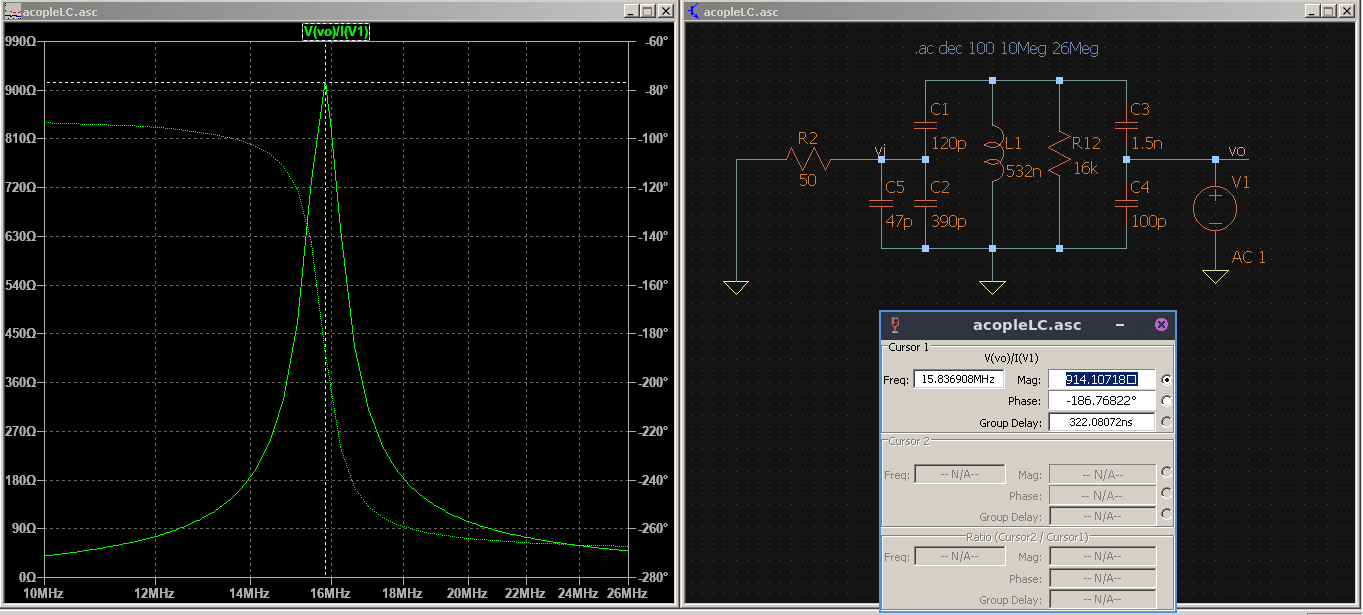 acopleLC.asc
V(vo)/I(V1)
990Ω
900Ω
810Ω
720Ω
630Ω
540Ω
450Ω
360Ω
270Ω
180Ω
90Ω
0Ω
-60°
-80°
-100°
-120°
-140°
-160°
-180°
-200°
-220°
-240°
-260°
-280°
10MHz 12MHz 14MHz 16MHz 18MHz 20MHz 22MHz 24MHz 26MHz
acopleLC.asc
.ac dec 100 10Meg 26Meg
C1
120p
L1
532n
R12
16k
C3
1.5n
R2
50
vi
C5
47p
C2
390p
C4
100p
vo
V1
AC 1
acopleLC.asc
Cursor 1
V(vo)/I(V1)
Freq: 15.836908MHz Mag: 914.10718□
Phase: -186.76822°
Group Delay: 322.08072ns
Cursor 2
Freq: -- N/A-- Mag: -- N/A--
Phase: -- N/A--
Group Delay: -- N/A--
Ratio (Cursor2 / Cursor1)
Freq: -- N/A-- Mag: -- N/A--
Phase: -- N/A--
Group Delay: -- N/A--